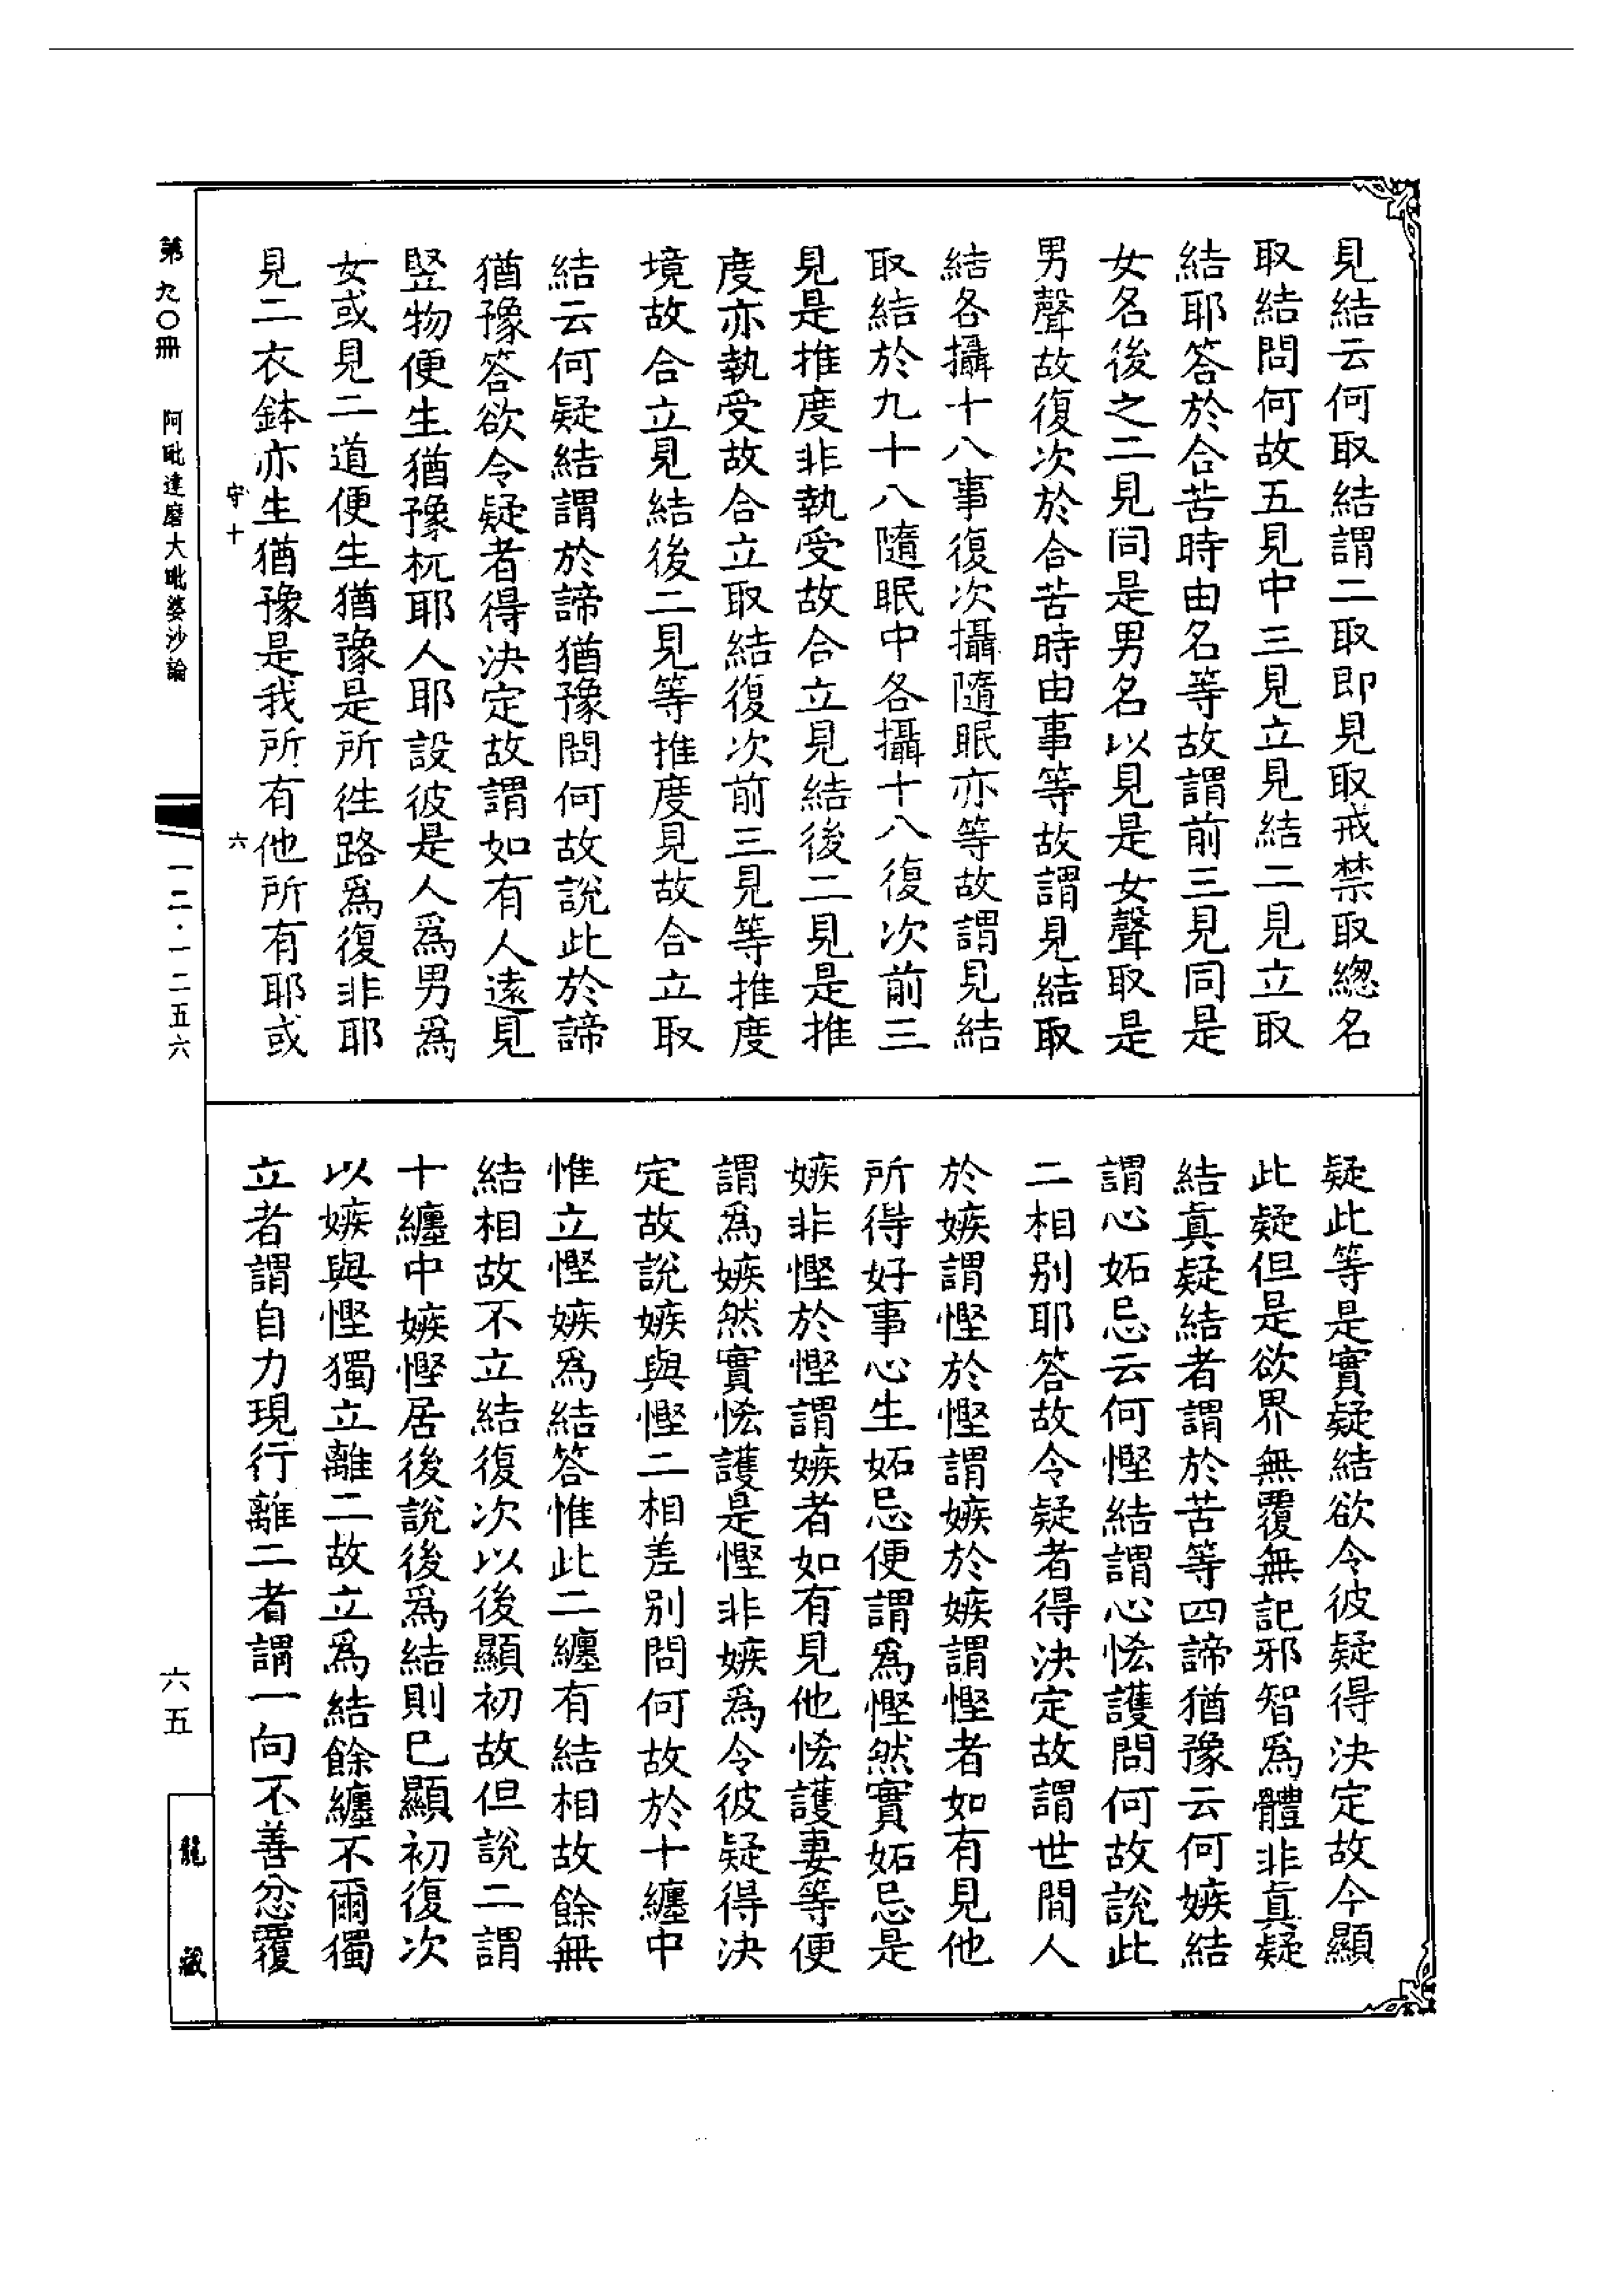 見結云何取結謂二取即見取戒禁取總名
取結問何故五見中三見立見結二見立取
結耶答於合苦時由名等故謂前三見同是
女名後之二見同是男名以見是女聲取是
男聲故復次於合苦時由事等故謂見結取
結各攝十八事復次攝隨眠亦等故謂見結
取結於九十八隨眠中各攝十八復次前三
見是推度非執受故合立見結後二見是推
度亦執受故合立取結復次前三見等推度
境故合立見結後二見等推度見故合立取
結云何疑結謂於諦猶豫問何故說此於諦
猶豫答欲令疑者得決定故謂如有人遠見
竪物便生猶豫杌耶人耶設彼是人爲男爲
女或見二道便生猶豫是所徃路爲復非耶
見二衣鉢亦生猶豫是我所有他所有耶或
守十
六
疑此等是實疑結欲令彼疑得決定故今顯
此疑但是欲界無覆無記邪智爲體非真疑
結真疑結者謂於苦等四諦猶豫云何嫉結
謂心妬忌云何慳結謂心悋護問何故說此
二相別耶答故令疑者得決定故謂世間人
於嫉謂慳於慳謂嫉於嫉謂慳者如有見他
所得好事心生妬忌便謂爲慳然實妬忌是
嫉非慳於慳謂嫉者如有見他悋護妻等便
謂爲嫉然實悋護是慳非嫉爲令彼疑得決
定故說嫉與慳二相差別問何故於十纏中
惟立慳嫉爲結答惟此二纏有結相故餘無
結相故不立結復次以後顯初故但說二謂
十纏中嫉慳居後說後爲結則已顯初復次
以嫉與慳獨立離二故立爲結餘纏不爾獨
立者謂自力現行離二者謂一向不善忿覆
第九〇冊
阿毗達磨大毗婆沙論
一二·一二五六
六五
龍藏